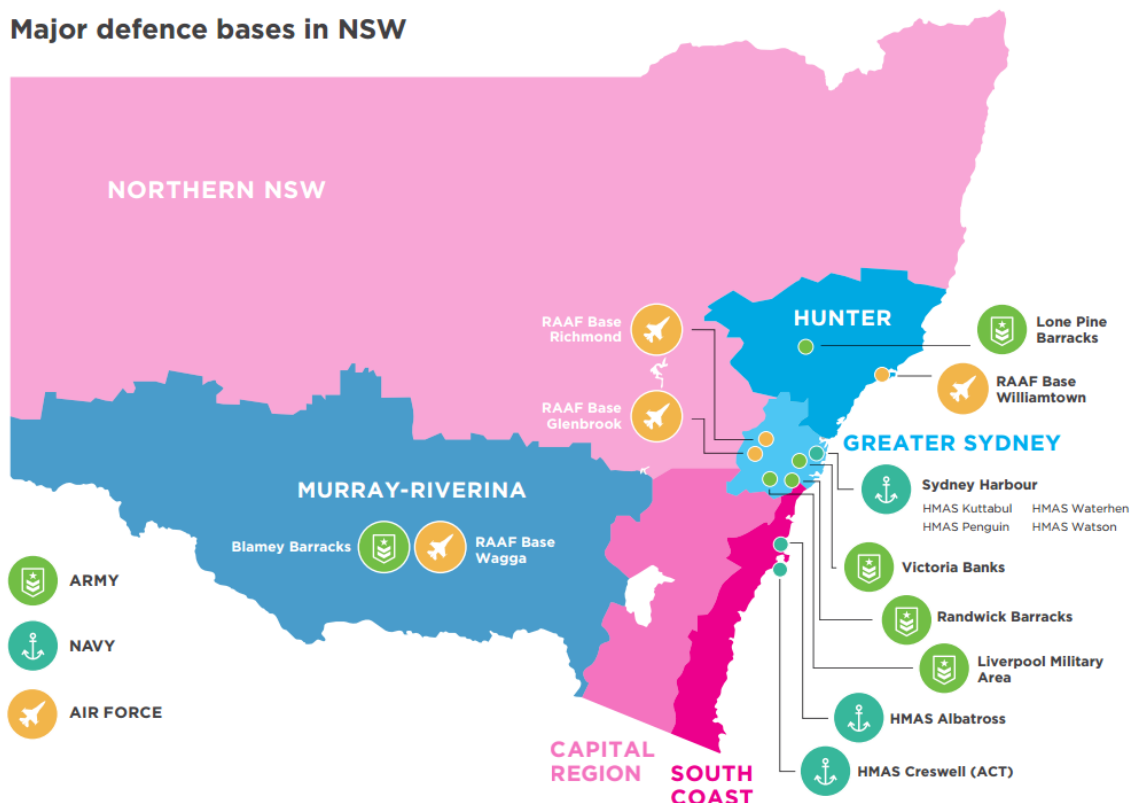 Major defence bases in NSW
NORTHERN NSW
RAAF Base
Richmond
HUNTER
Lone Pine
Barracks
RAAF Base
Williamtown
RAAF Base
Glenbrook
GREATER SYDNEY
MURRAY-RIVERINA
Sydney Harbour
HMAS Kuttabul HMAS Waterhen
HMAS Penguin HMAS Watson
Blamey Barracks
RAAF Base
Wagga
Victoria Banks
ARMY
Randwick Barracks
NAVY
Liverpool Military
Area
AIR FORCE
HMAS Albatross
CAPITAL
REGION
SOUTH
COAST
HMAS Creswell (ACT)